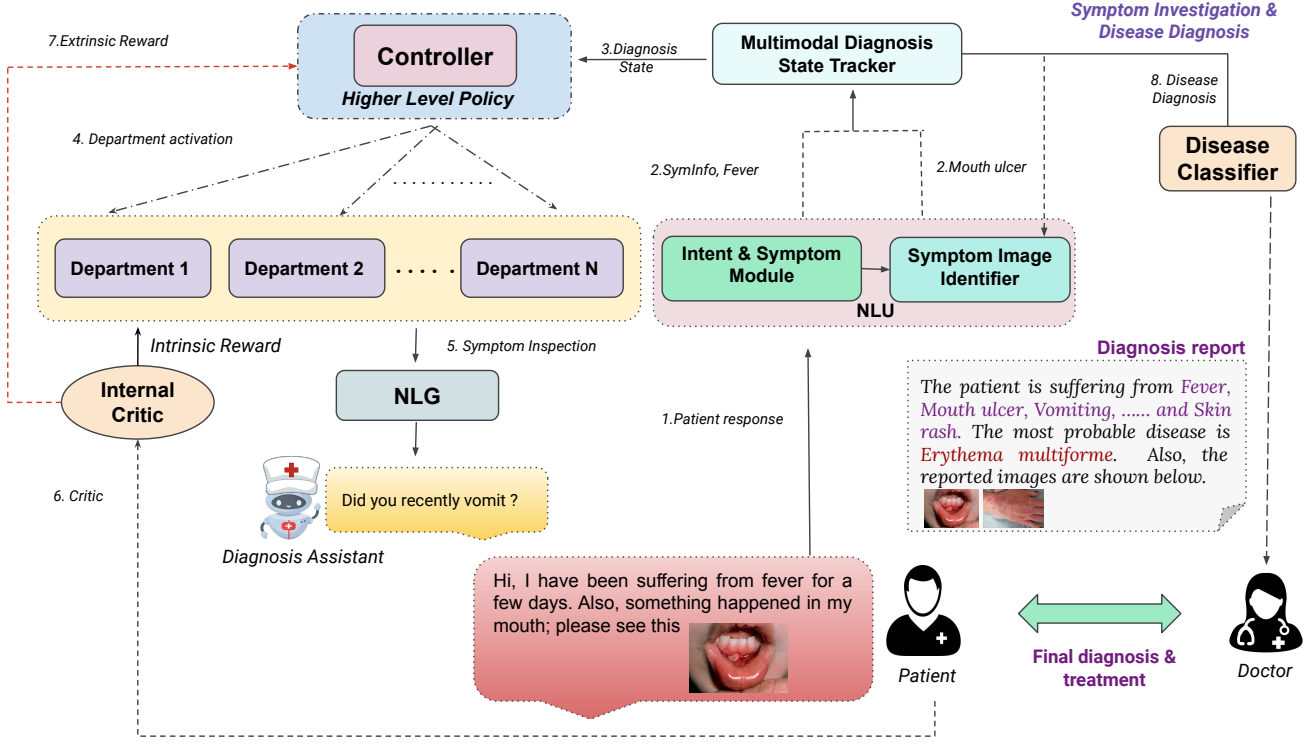 Symptom Investigation &
Disease Diagnosis
7.Extrinsic Reward
Controller
Higher Level Policy
3.Diagnosis
State
Multimodal Diagnosis
State Tracker
8. Disease
Diagnosis
Disease
Classifier
4. Department activation
. . . . . . . . . . .
2.SymInfo, Fever
2.Mouth ulcer
Department 1
Department 2
. . . . . .
Department N
Intent & Symptom
Module
Symptom Image
Identifier
NLU
Intrinsic Reward
5. Symptom Inspection
Internal
Critic
NLG
1.Patient response
Diagnosis report
The patient is suffering from Fever,
Mouth ulcer, Vomiting, …… and Skin
rash. The most probable disease is
Erythema multiforme. Also, the
reported images are shown below.
6. Critic
Did you recently vomit ?
Diagnosis Assistant
Hi, I have been suffering from fever for a
few days. Also, something happened in my
mouth; please see this
Patient
Final diagnosis &
treatment
Doctor